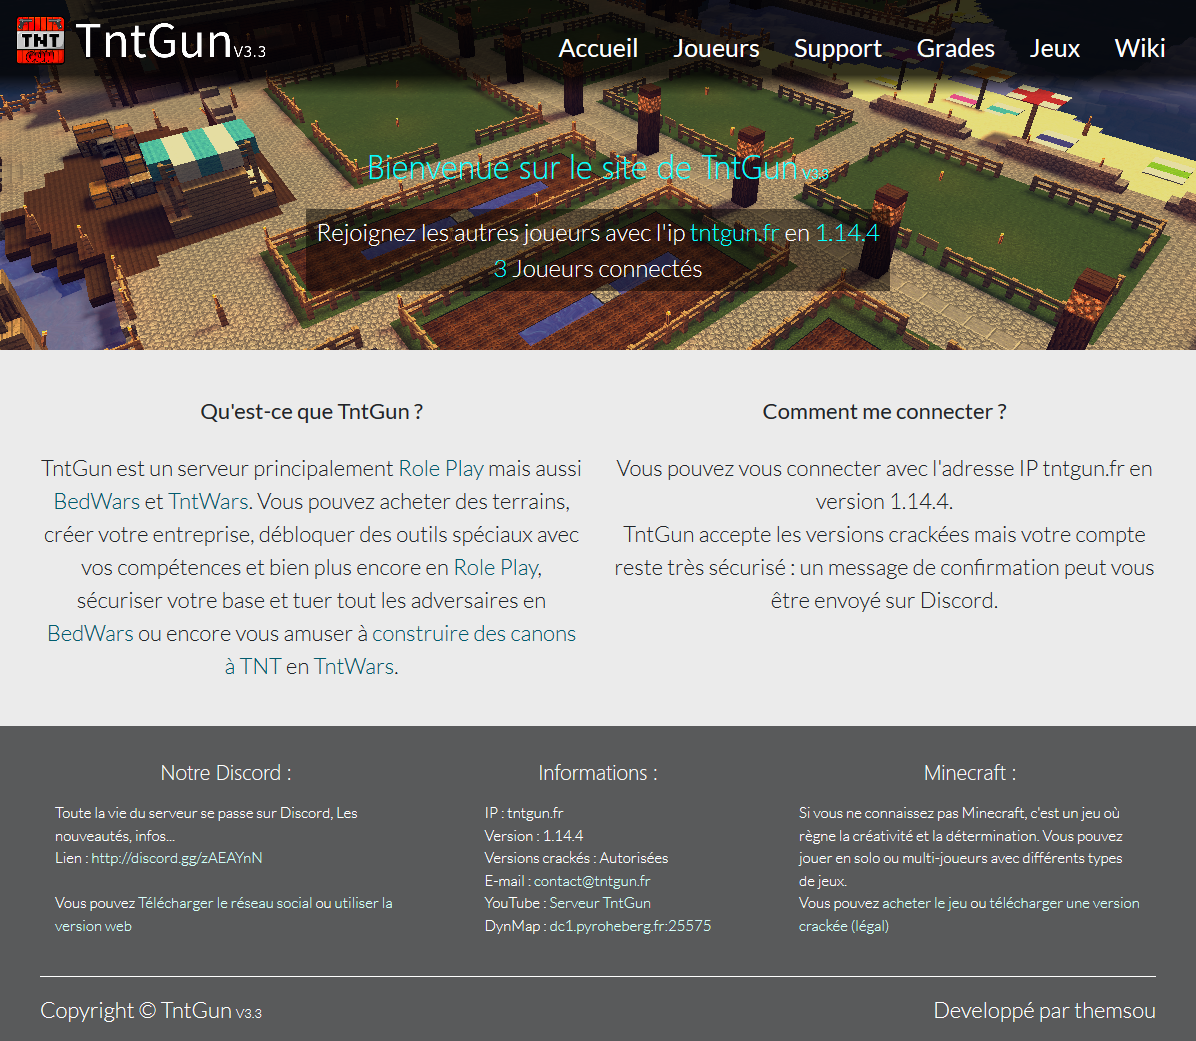 TNT
GUN
TntGun V3.3
Accueil Joueurs Support Grades Jeux Wiki
Bienvenue sur le site de TntGun V3.3
Rejoignez les autres joueurs avec l'ip tntgun.fr en 1.14.4
3 Joueurs connectés
Qu'est-ce que TntGun ?
TntGun est un serveur principalement Role Play mais aussi
BedWars et TntWars. Vous pouvez acheter des terrains,
créer votre entreprise, débloquer des outils spéciaux avec
vos compétences et bien plus encore en Role Play,
sécuriser votre base et tuer tout les adversaires en
BedWars ou encore vous amuser à construire des canons
à TNT en TntWars.
Comment me connecter ?
Vous pouvez vous connecter avec l'adresse IP tntgun.fr en
version 1.14.4.
TntGun accepte les versions crackées mais votre compte
reste très sécurisé : un message de confirmation peut vous
être envoyé sur Discord.
Notre Discord :
Toute la vie du serveur se passe sur Discord, Les
nouveautés, infos...
Lien : http://discord.gg/zAEAYnN
Vous pouvez Télécharger le réseau social ou utiliser la
version web
Informations :
IP : tntgun.fr
Version : 1.14.4
Versions crackés : Autorisées
E-mail : contact@tntgun.fr
YouTube : Serveur TntGun
DynMap : dc1.pyroheberg.fr:25575
Minecraft :
Si vous ne connaissez pas Minecraft, c'est un jeu où
règne la créativité et la détermination. Vous pouvez
jouer en solo ou multi-joueurs avec différents types
de jeux.
Vous pouvez acheter le jeu ou télécharger une version
crackée (légal)
Copyright © TntGun V3.3
Developpé par themsou